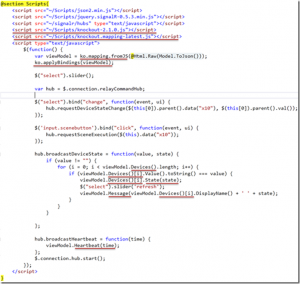 @section Scripts{
<script src="~/Scripts/json2.min.js"></script>
<script src="~/Scripts/jquery.signalR-0.5.3.min.js"></script>
<script src="~/signalr/hubs" type="text/javascript"></script>
<script src="~/Scripts/knockout-2.1.0.js"></script>
<script src="~/Scripts/knockout.mapping-latest.js"></script>
<script type="text/javascript">
$(function() {
var viewModel = ko.mapping.fromJS(@Html.Raw(Model.ToJson()));
ko.applyBindings(viewModel);
$("select").slider();
var hub = $.connection.relayCommandHub;
$("select").bind("change", function(event, ui) {
hub.requestDeviceStateChange($(this[0]).parent().data("x10"), $(this[0]).parent().val());
});
$('input.sceneButton').bind("click", function(event, ui) {
hub.requestSceneExecution($(this).data("x10"));
});
hub.broadcastDeviceState = function(value, state) {
if (value != "") {
for (i = 0; i < viewModel.Devices().length; i++) {
if (viewModel.Devices()[i].Value().toString() === value) {
viewModel.Devices()[i].State(state);
$("select").slider('refresh');
viewModel.Message(viewModel.Devices()[i].DisplayName() + ' ' + state);
}
}
}
};
hub.broadcastHeartbeat = function(time) {
viewModel.Heartbeat(time);
};
$.connection.hub.start();
});
</script>
}